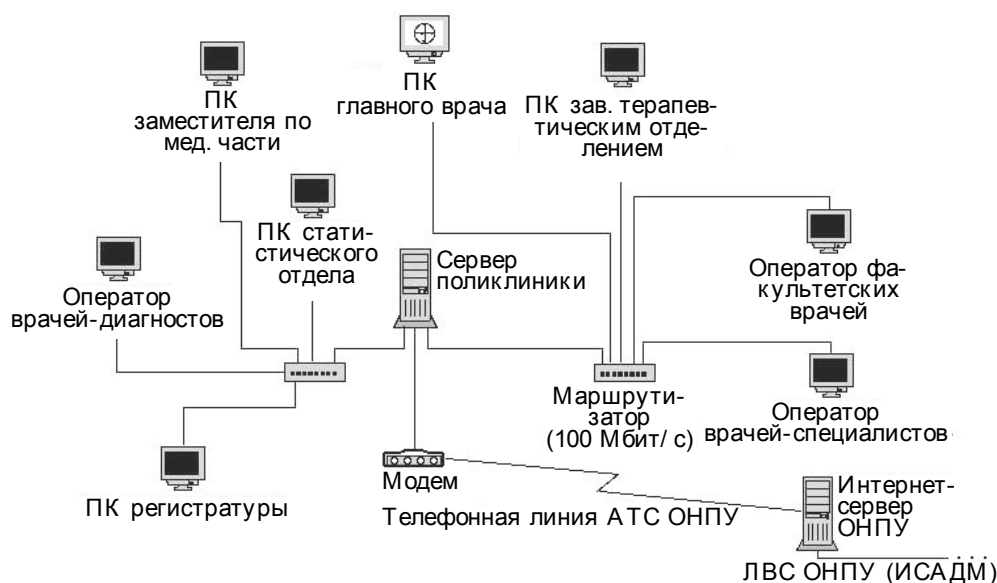 ПК
заместителя по
мед. части
ПК
главного врача
ПК зав. терапев-
тическим отде-
лением
ПК стати-
стического
отдела
Сервер
поликлиники
Оператор
врачей-диагностов
Оператор фа-
культетских
врачей
Маршрути-
затор
(100 Мбит/ с)
Оператор
врачей-специалистов
ПК регистратуры
Модем
Телефонная линия АТС ОНПУ
Интернет-
сервер
ОНПУ
ЛВС ОНПУ (ИСАДМ)